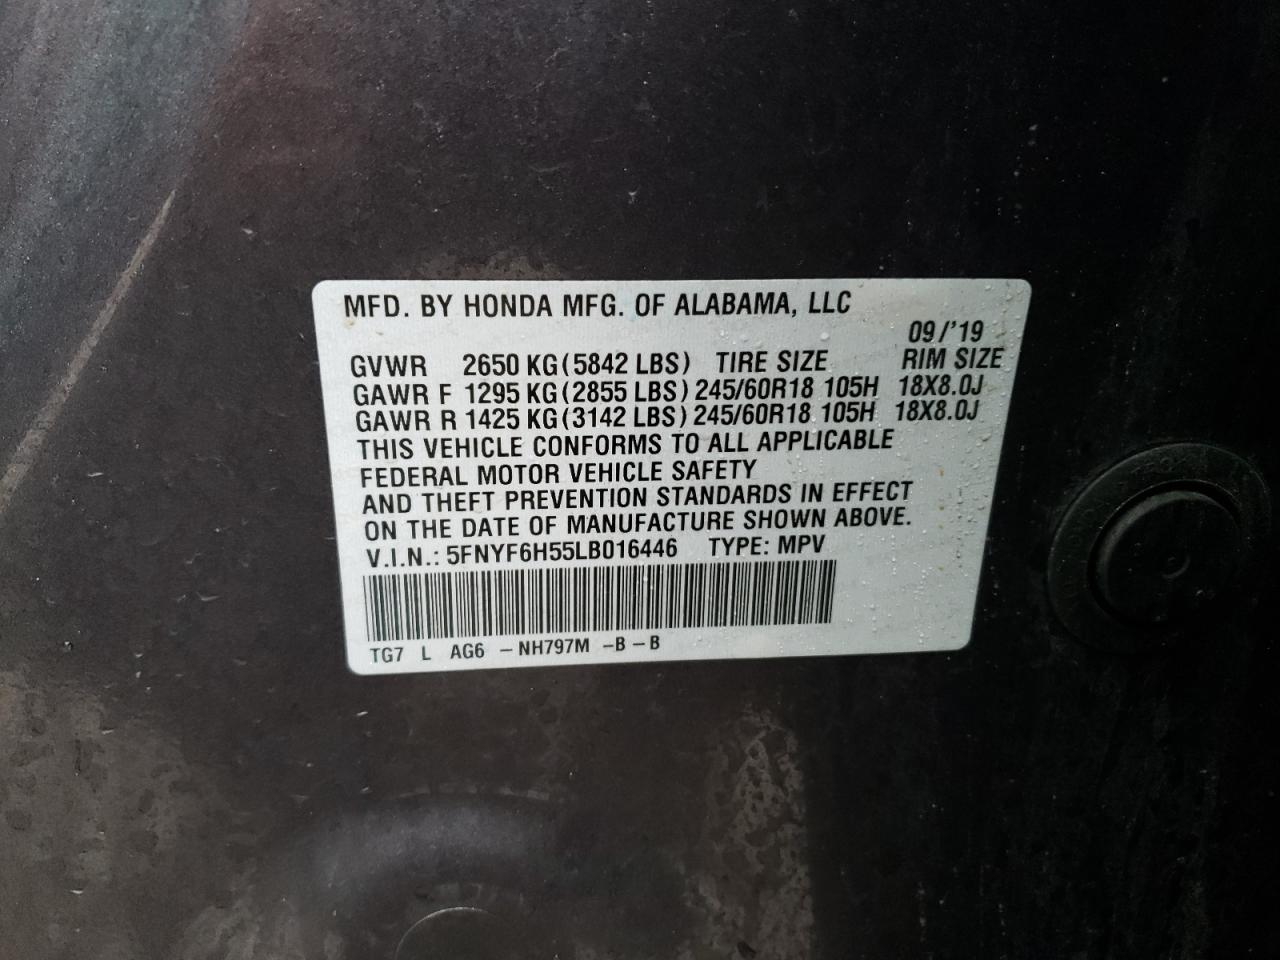 MFD. BY HONDA MFG. OF ALABAMA, LLC
09/'19
GVWR 2650 KG (5842 LBS) TIRE SIZE RIM SIZE
GAWR F 1295 KG (2855 LBS) 245/60R18 105H 18X8.0J
GAWR R 1425 KG (3142 LBS) 245/60R18 105H 18X8.0J
THIS VEHICLE CONFORMS TO ALL APPLICABLE
FEDERAL MOTOR VEHICLE SAFETY
AND THEFT PREVENTION STANDARDS IN EFFECT
ON THE DATE OF MANUFACTURE SHOWN ABOVE.
V.I.N.: 5FNYF6H55LB016446 TYPE: MPV
TG7 L AG6 – NH797M –B – B